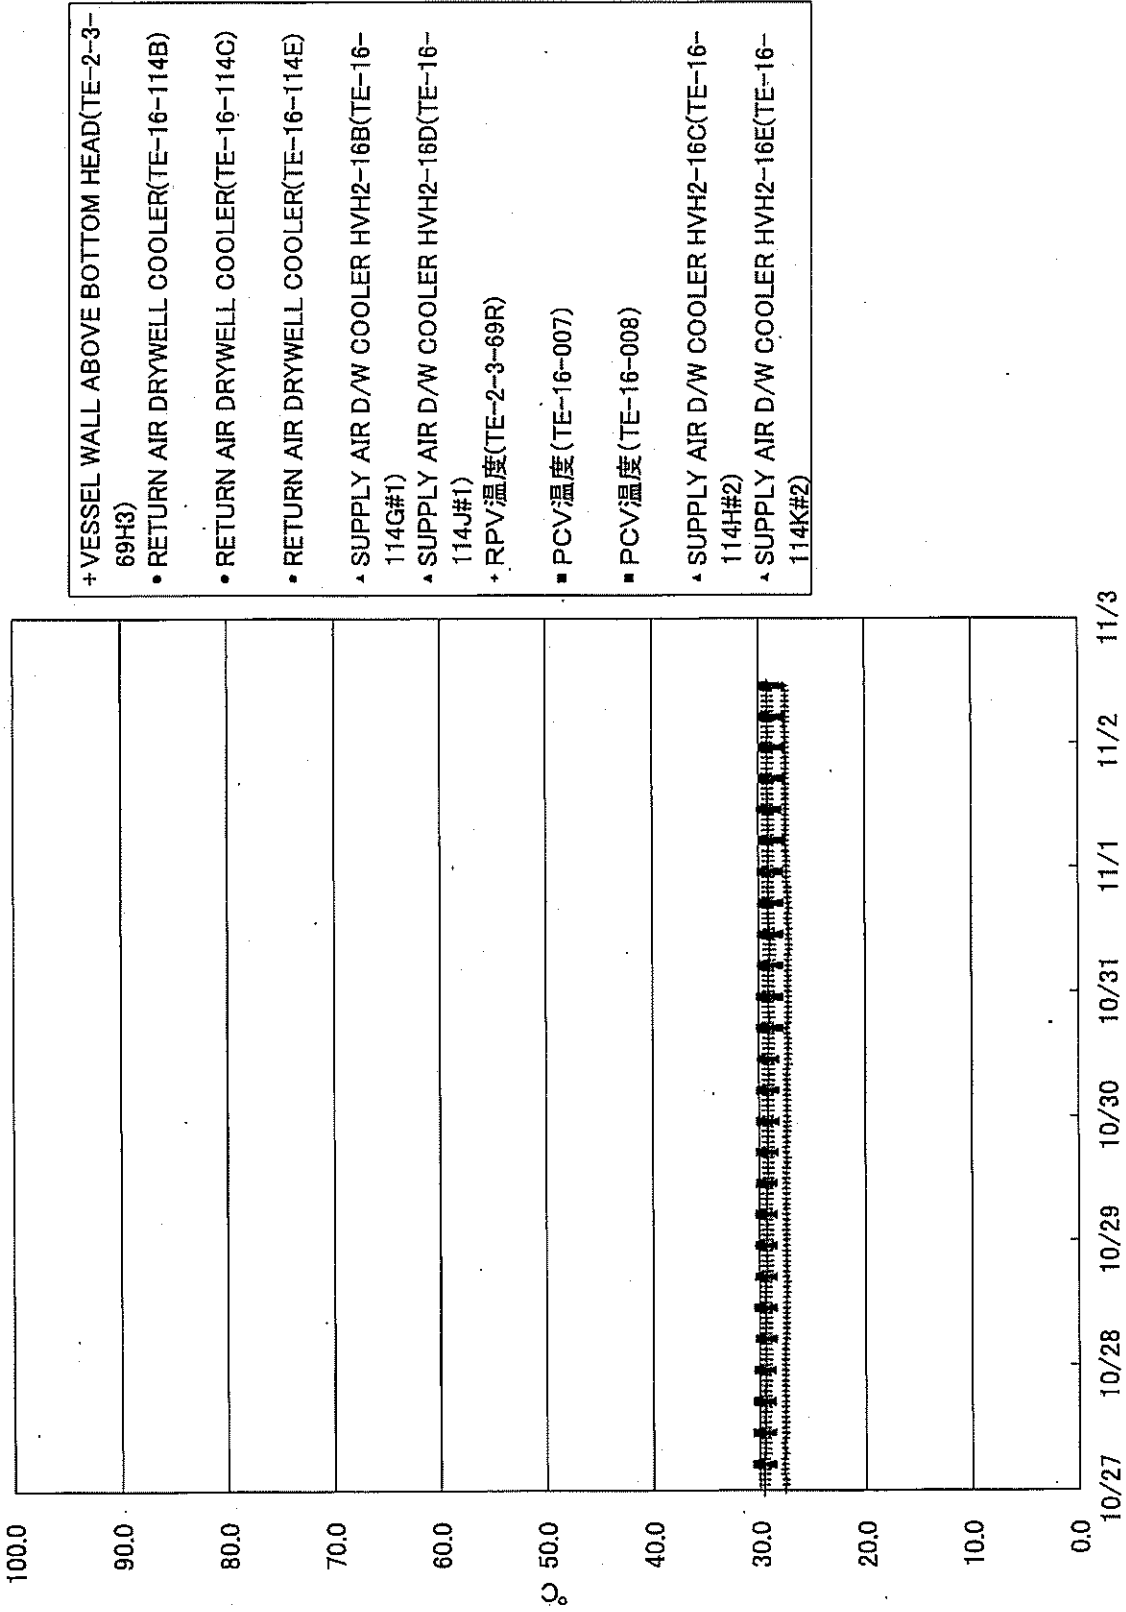 100.0
90.0
80.0
70.0
60.0
50.0
40.0
30.0
20.0
10.0
0.0
℃
10/27
10/28
10/29
10/30
10/31
11/1
11/2
11/3
+ VESSEL WALL ABOVE BOTTOM HEAD(TE-2-3-
69H3)
• RETURN AIR DRYWELL COOLER(TE-16-114B)
• RETURN AIR DRYWELL COOLER(TE-16-114C)
• RETURN AIR DRYWELL COOLER(TE-16-114E)
▲ SUPPLY AIR D/W COOLER HVH2-16B(TE-16-
114G#1)
▲ SUPPLY AIR D/W COOLER HVH2-16D(TE-16-
114J#1)
+ RPV温度(TE-2-3-69R)
■ PCV温度(TE-16-007)
■ PCV温度(TE-16-008)
▲ SUPPLY AIR D/W COOLER HVH2-16C(TE-16-
114H#2)
▲ SUPPLY AIR D/W COOLER HVH2-16E(TE-16-
114K#2)